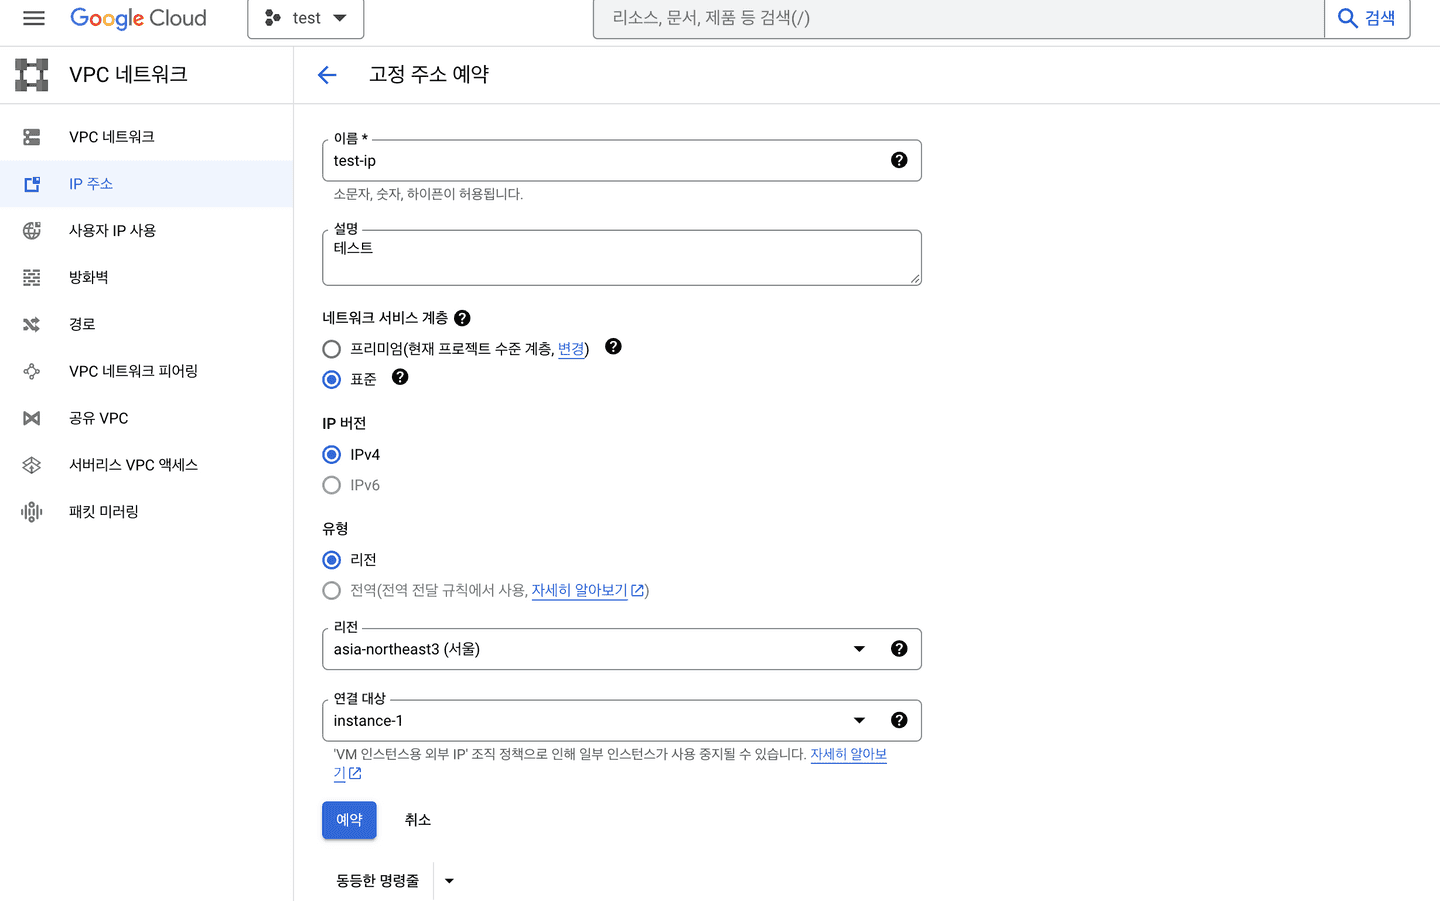 Google Cloud
test
리소스, 문서, 제품 등 검색(/)
검색
VPC 네트워크
고정 주소 예약
VPC 네트워크
IP 주소
사용자 IP 사용
방화벽
경로
VPC 네트워크 피어링
공유 VPC
서버리스 VPC 액세스
패킷 미러링
이름 *
test-ip
소문자, 숫자, 하이픈이 허용됩니다.
설명
테스트
네트워크 서비스 계층
프리미엄(현재 프로젝트 수준 계층, 변경)
표준
IP 버전
IPv4
IPv6
유형
리전
전역(전역 전달 규칙에서 사용, 자세히 알아보기)
리전
asia-northeast3 (서울)
연결 대상
instance-1
'VM 인스턴스용 외부 IP' 조직 정책으로 인해 일부 인스턴스가 사용 중지될 수 있습니다. 자세히 알아보
기
예약 취소
동등한 명령줄